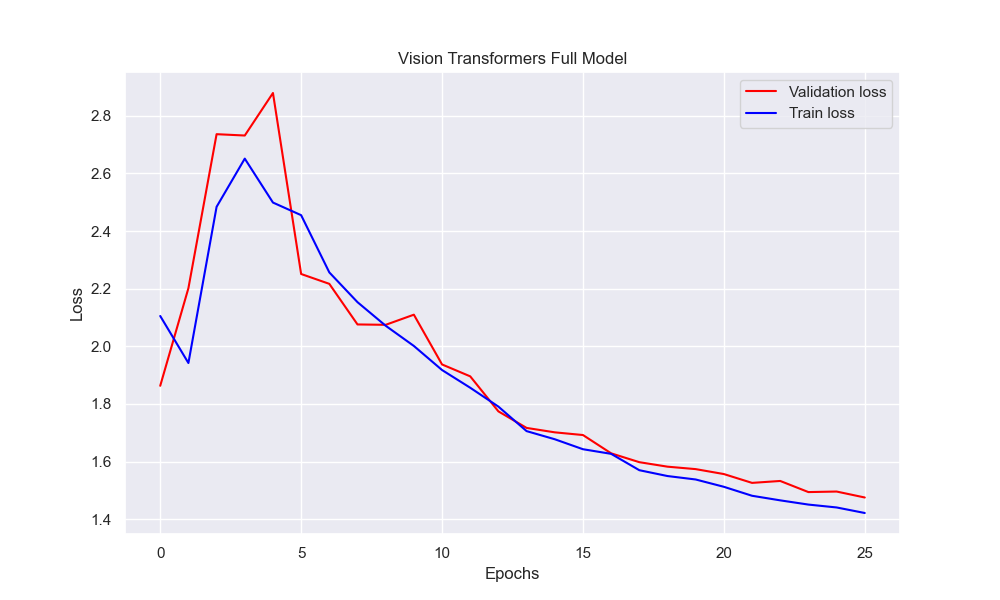 Vision Transformers Full Model
Validation loss
Train loss
Loss
2.8
2.6
2.4
2.2
2.0
1.8
1.6
1.4
0 5 10 15 20 25
Epochs